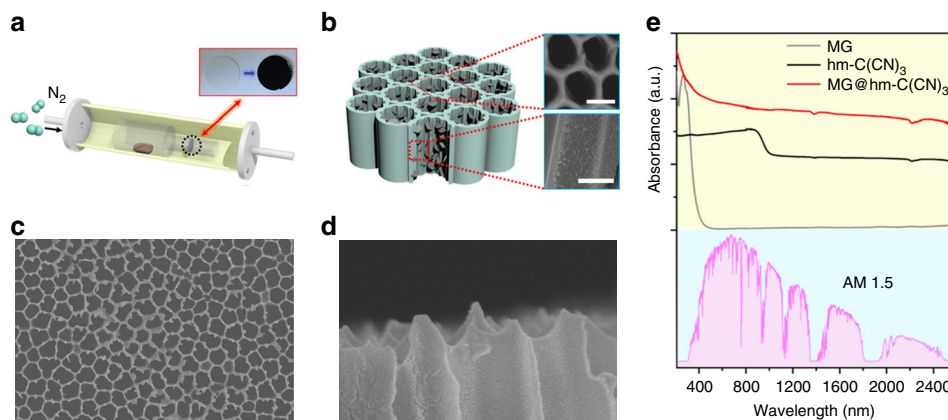 a
N2
b
c
d
e
MG
hm-C(CN)3
MG@hm-C(CN)3
Absorbance (a.u.)
AM 1.5
400 1200 1600 2400
800 2000
Wavelength (nm)